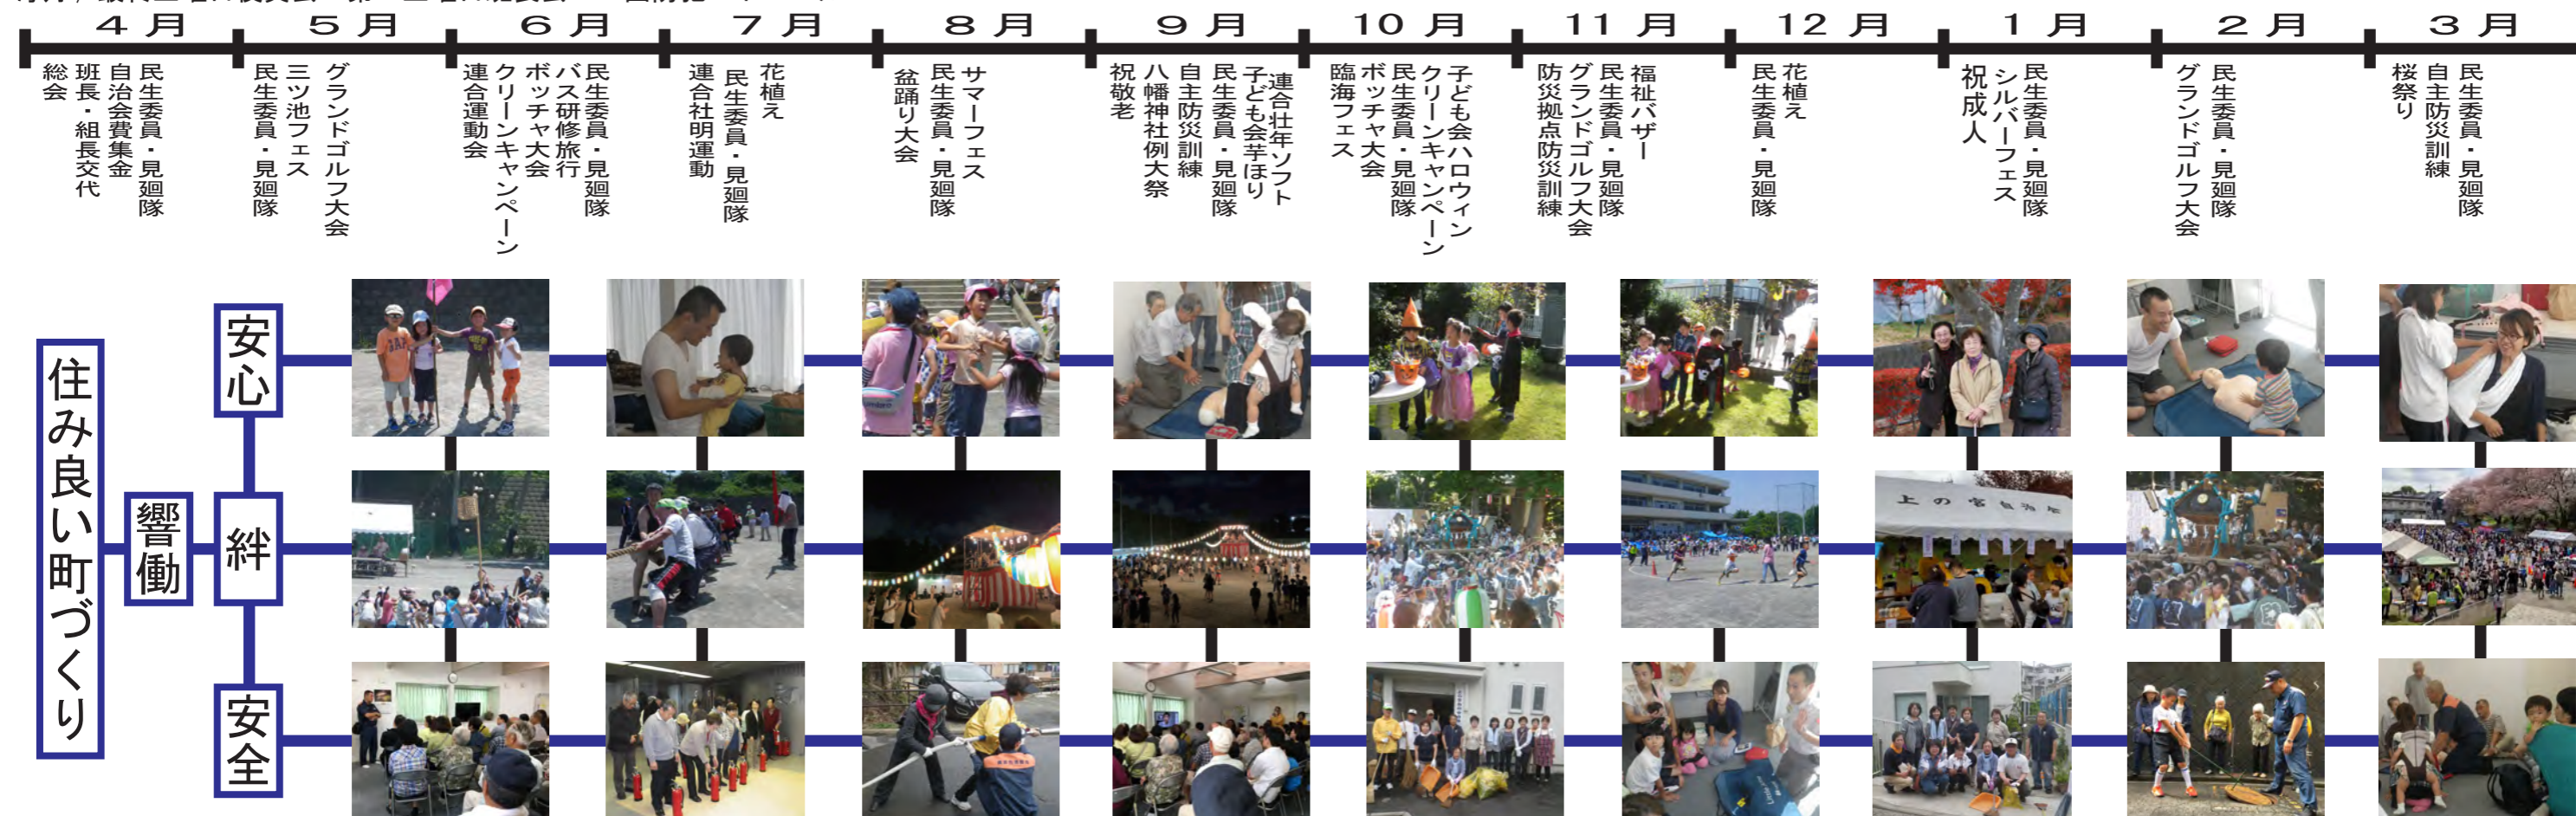 4月
民生委員・見廻隊
自治会費集金
班長・組長交代
総会
5月
グランドゴルフ大会
三ツ池フェス
民生委員・見廻隊
6月
民生委員・見廻隊
バス研修旅行
ボッチャ大会
クリーンキャンペーン
連合運動会
7月
花植え
民生委員・見廻隊
連合社明運動
8月
サマーフェス
民生委員・見廻隊
盆踊り大会
9月
連合壮年ソフト
子ども会芋ほり
民生委員・見廻隊
自主防災訓練
八幡神社例大祭
祝敬老
10月
子ども会ハロウィン
クリーンキャンペーン
民生委員・見廻隊
ボッチャ大会
臨海フェス
11月
福祉バザー
民生委員・見廻隊
グランドゴルフ大会
防災拠点防災訓練
12月
花植え
民生委員・見廻隊
1月
民生委員・見廻隊
シルバーフェス
祝成人
2月
民生委員・見廻隊
グランドゴルフ大会
3月
民生委員・見廻隊
自主防災訓練
桜祭り
住み良い町づくり
響働
安心
絆
安全
上の宮自治